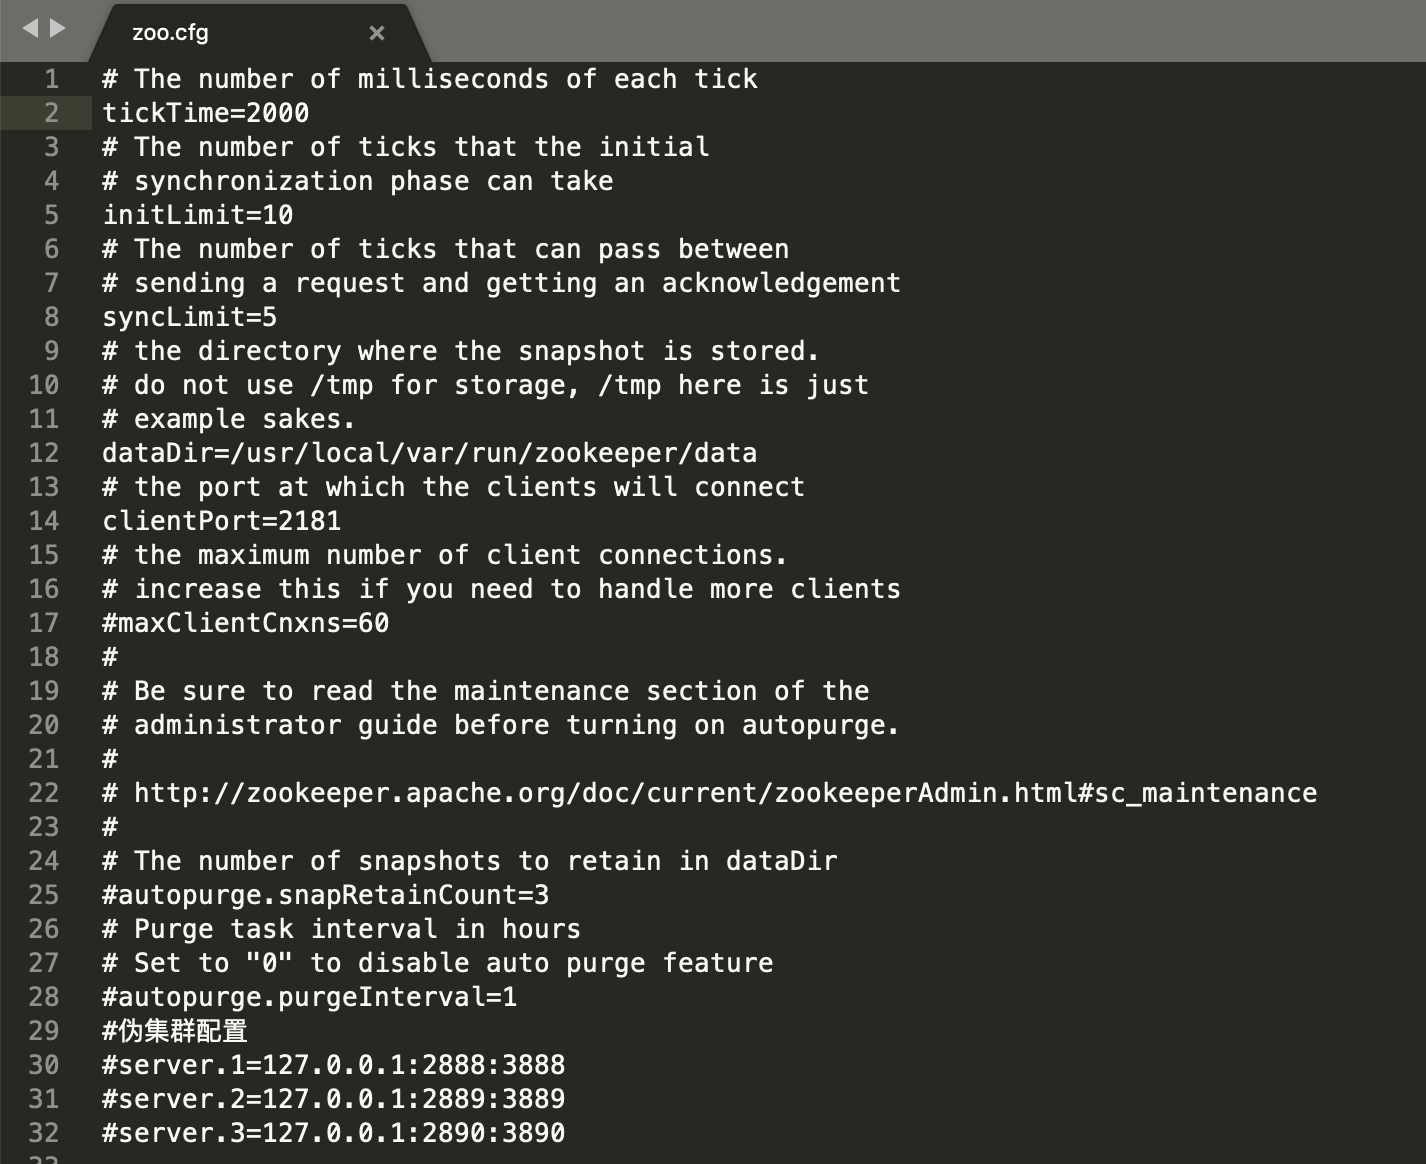 zoo.cfg
1 # The number of milliseconds of each tick
2 tickTime=2000
3 # The number of ticks that the initial
4 # synchronization phase can take
5 initLimit=10
6 # The number of ticks that can pass between
7 # sending a request and getting an acknowledgement
8 syncLimit=5
9 # the directory where the snapshot is stored.
10 # do not use /tmp for storage, /tmp here is just
11 # example sakes.
12 dataDir=/usr/local/var/run/zookeeper/data
13 # the port at which the clients will connect
14 clientPort=2181
15 # the maximum number of client connections.
16 # increase this if you need to handle more clients
17 #maxClientCnxns=60
18 #
19 # Be sure to read the maintenance section of the
20 # administrator guide before turning on autopurge.
21 #
22 # http://zookeeper.apache.org/doc/current/zookeeperAdmin.html#sc_maintenance
23 #
24 # The number of snapshots to retain in dataDir
25 #autopurge.snapRetainCount=3
26 # Purge task interval in hours
27 # Set to "0" to disable auto purge feature
28 #autopurge.purgeInterval=1
29 #伪集群配置
30 #server.1=127.0.0.1:2888:3888
31 #server.2=127.0.0.1:2889:3889
32 #server.3=127.0.0.1:2890:3890